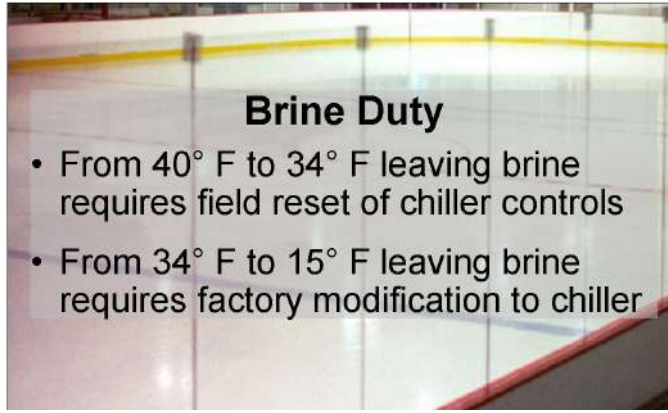 Brine Duty
• From 40° F to 34° F leaving brine
requires field reset of chiller controls
• From 34° F to 15° F leaving brine
requires factory modification to chiller